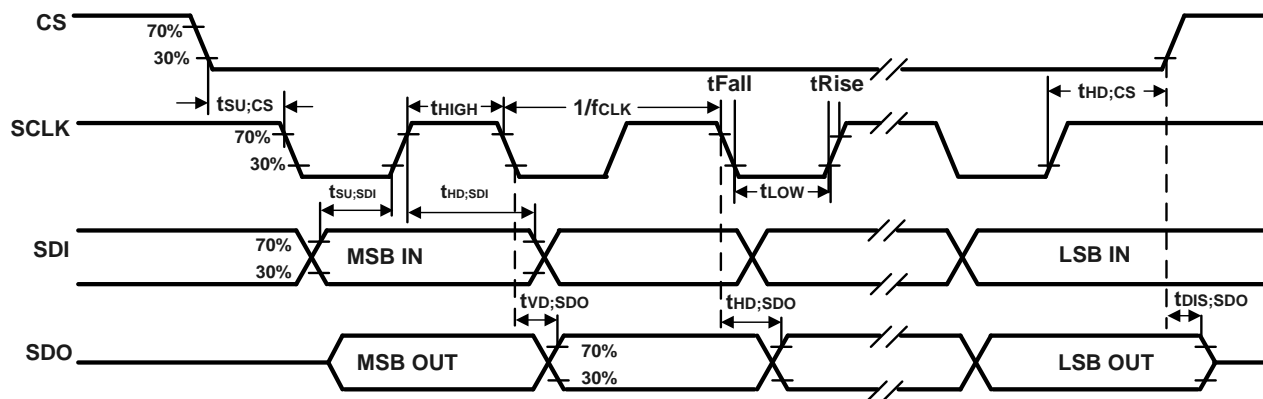 CS
70%
30%
tFall
tRise
tSU;CS
tHIGH
1/fCLK
tHD;CS
SCLK
70%
30%
tSU;SDI
tHD;SDI
tLOW
SDI
70%
30%
MSB IN
LSB IN
tVD;SDO
tHD;SDO
tDIS;SDO
SDO
MSB OUT
70%
30%
LSB OUT